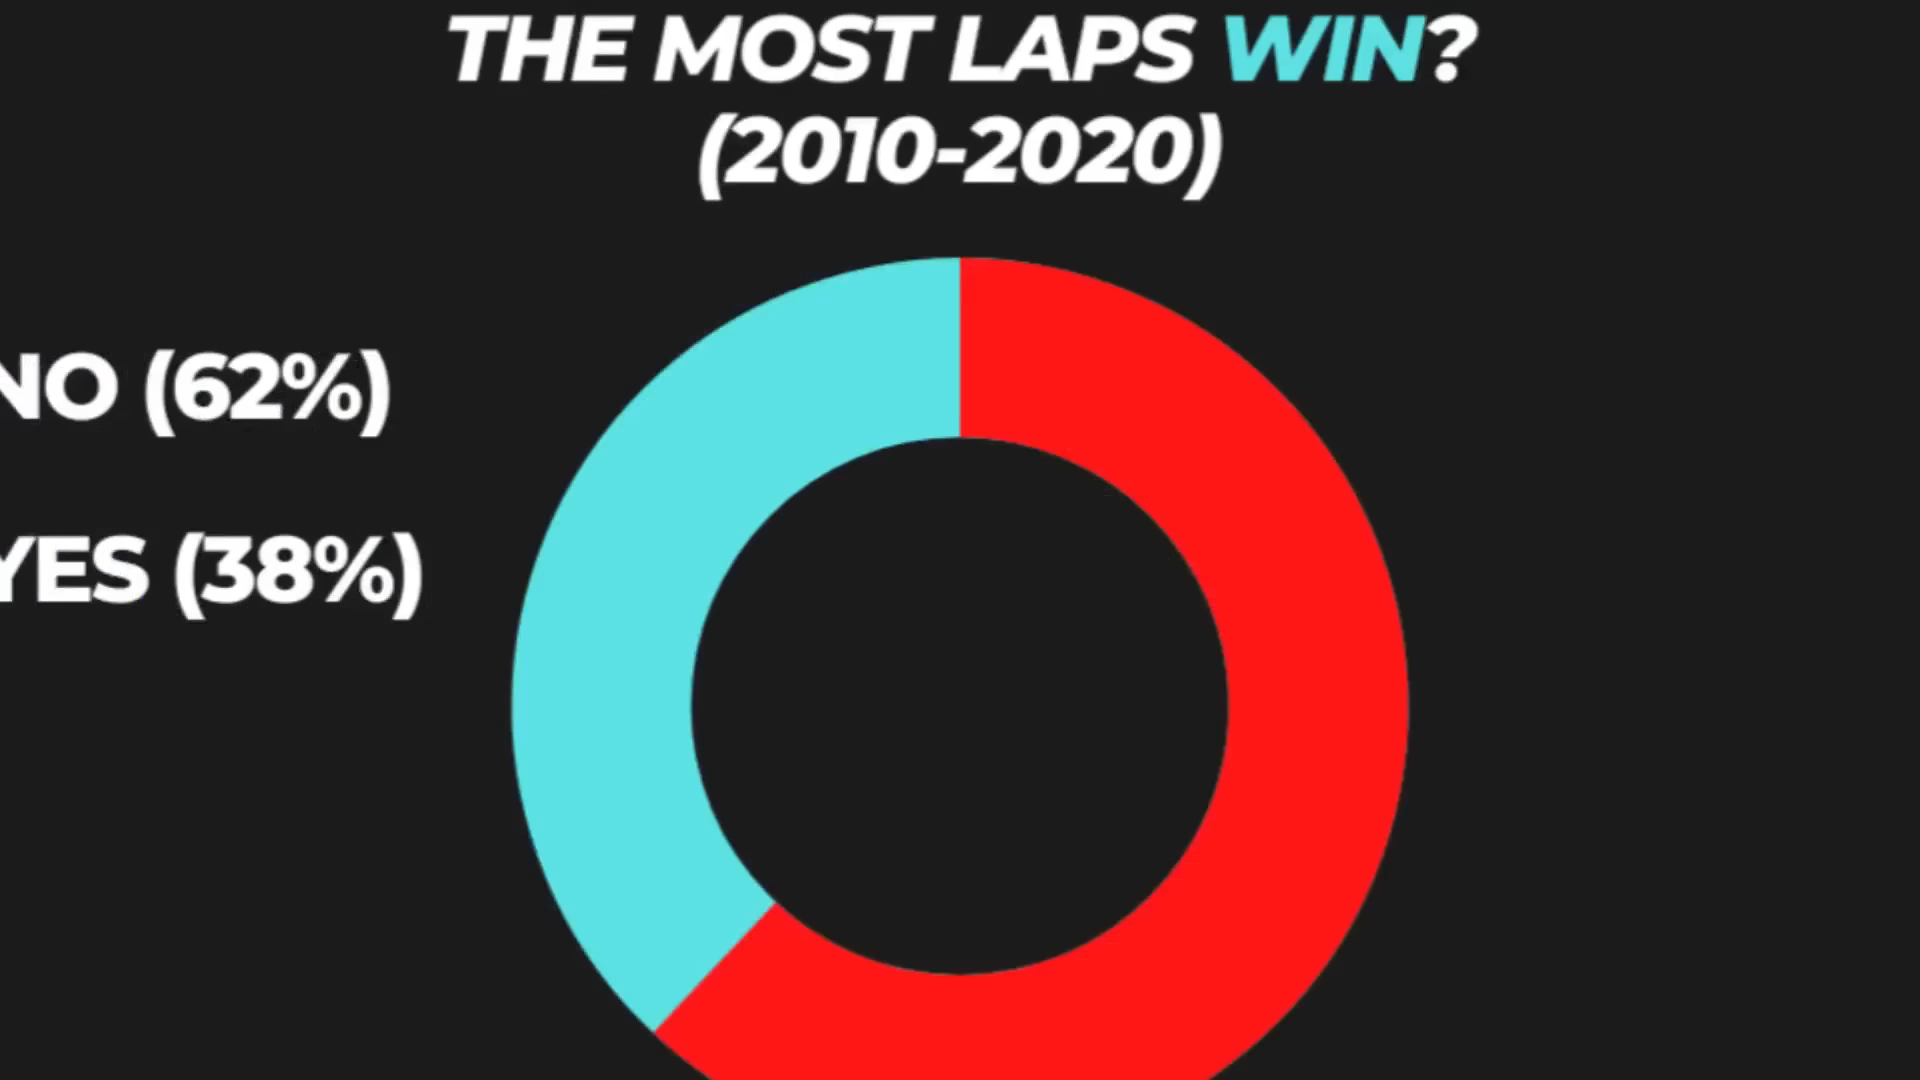 THE MOST LAPS WIN?
(2010-2020)
NO (62%)
YES (38%)